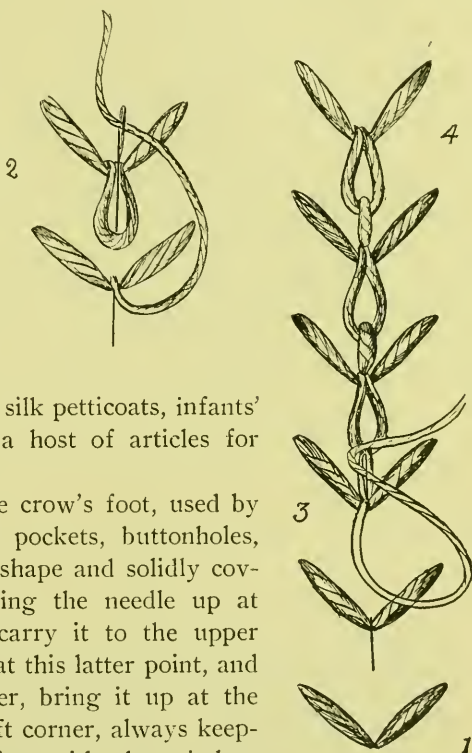 2
4
silk petticoats, infants'
a host of articles for
crow's foot, used by
pockets, buttonholes,
shape and solidly cov-
ing the needle up at
carry it to the upper
at this latter point, and
er, bring it up at the
ft corner, always keep-
3
1